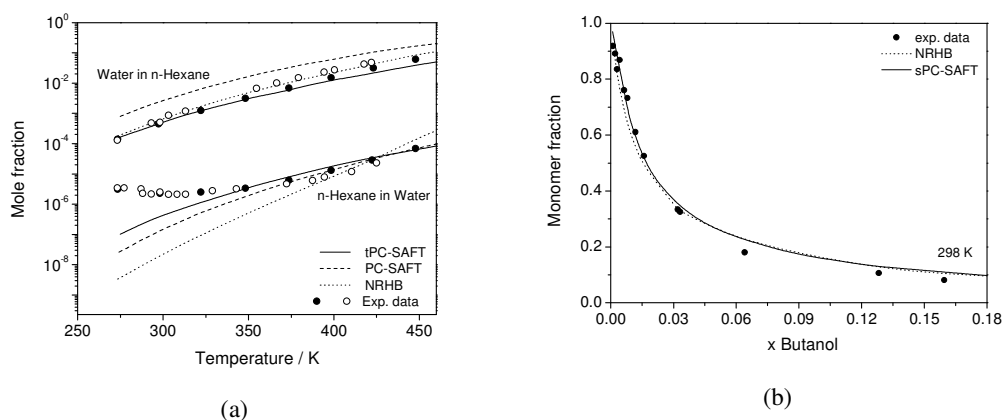 10⁰
10⁻²
10⁻⁴
10⁻⁶
10⁻⁸
Mole fraction
Water in n-Hexane
n-Hexane in Water
tPC-SAFT
PC-SAFT
NRHB
Exp. data
250 300 350 400 450
Temperature / K
(a)
1.0
0.8
0.6
0.4
0.2
0.0
Monomer fraction
exp. data
NRHB
sPC-SAFT
298 K
0.00 0.03 0.06 0.09 0.12 0.15 0.18
x Butanol
(b)